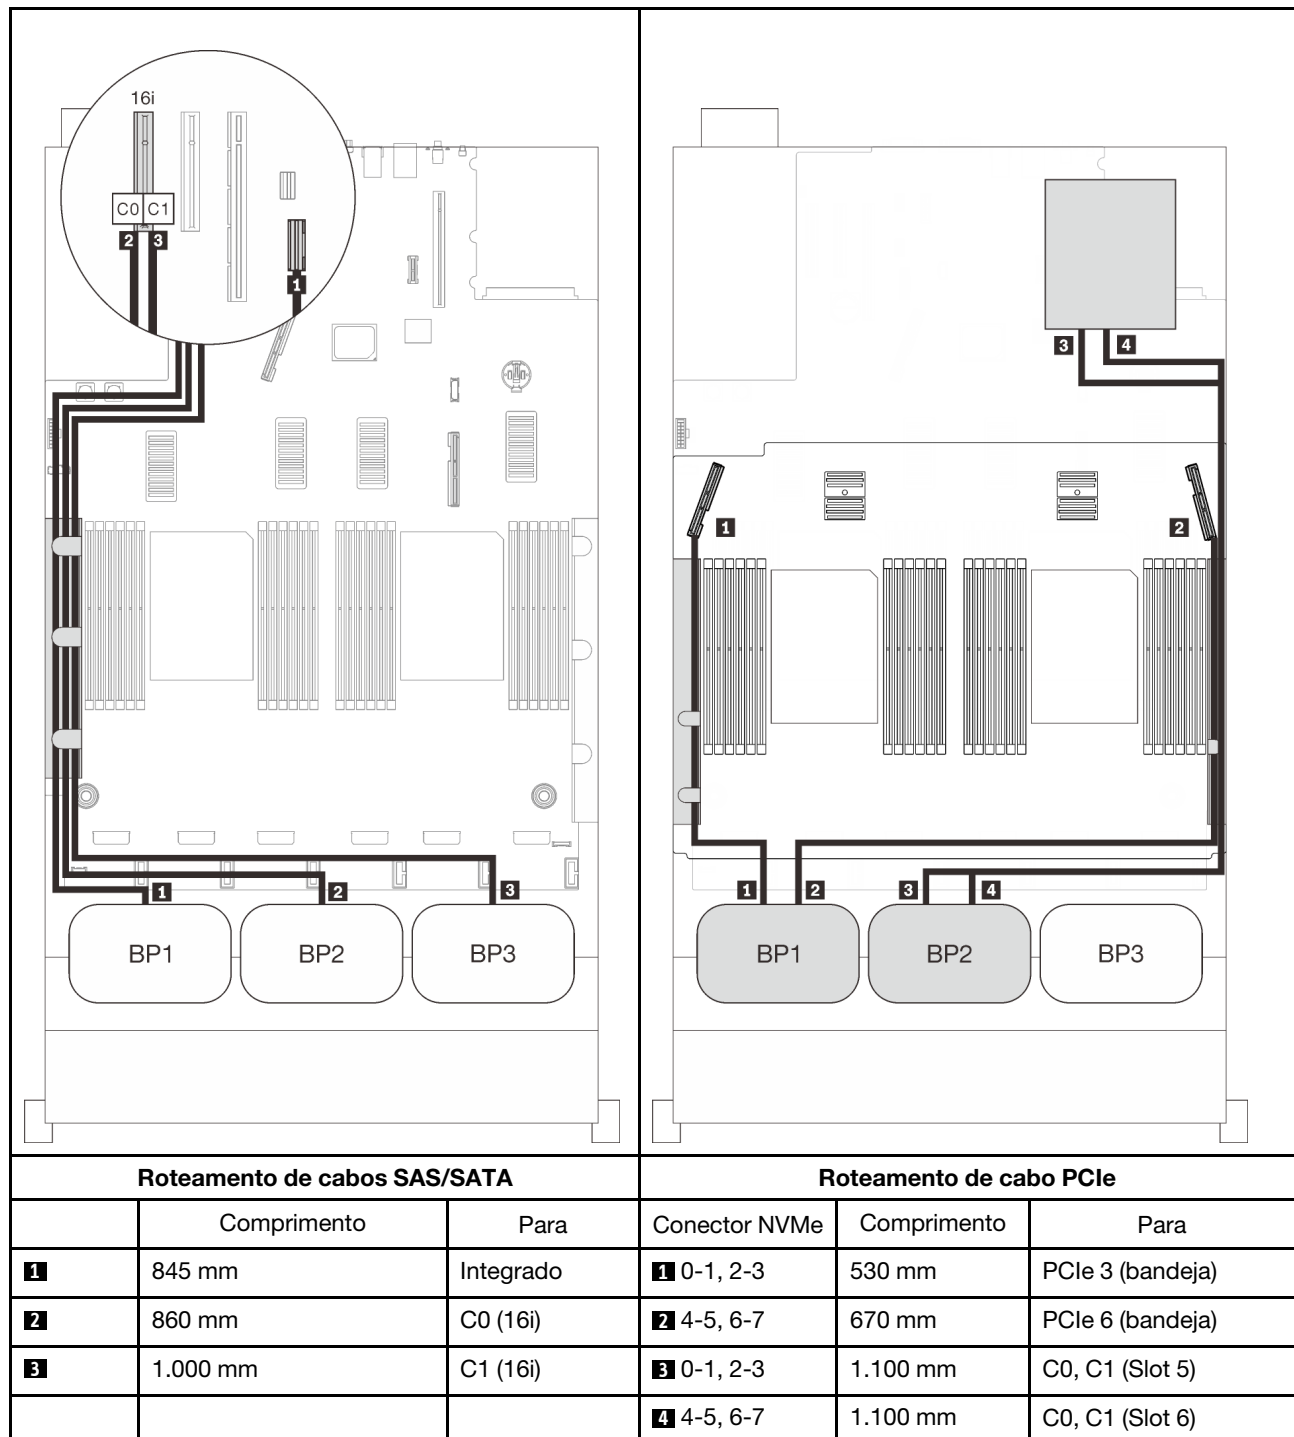 16i
C0 C1
2 3
1
1
2
3
BP1
BP2
BP3
3
4
1
2
1
2
3
4
BP1
BP2
BP3
Roteamento de cabos SAS/SATA
Roteamento de cabo PCIe
Comprimento Para Conector NVMe Comprimento Para
1 845 mm Integrado 1 0-1, 2-3 530 mm PCIe 3 (bandeja)
2 860 mm C0 (16i) 2 4-5, 6-7 670 mm PCIe 6 (bandeja)
3 1.000 mm C1 (16i) 3 0-1, 2-3 1.100 mm C0, C1 (Slot 5)
4 4-5, 6-7 1.100 mm C0, C1 (Slot 6)